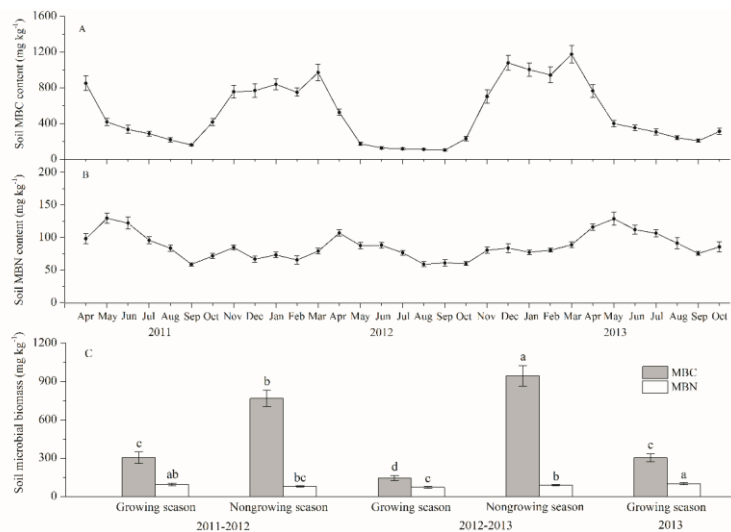 A
Soil MBC content (mg kg⁻¹)
1600
1200
800
400
0
B
Soil MBN content (mg kg⁻¹)
200
150
100
50
0
Apr May Jun Jul Aug Sep Oct Nov Dec Jan Feb Mar Apr May Jun Jul Aug Sep Oct Nov Dec Jan Feb Mar Apr May Jun Jul Aug Sep Oct
2011 2012 2013
C
Soil microbial biomass (mg kg⁻¹)
1200
900
600
300
0
MBC
MBN
c ab b bc d c a b c a
Growing season Nongrowing season Growing season Nongrowing season Growing season
2011-2012 2012-2013 2013